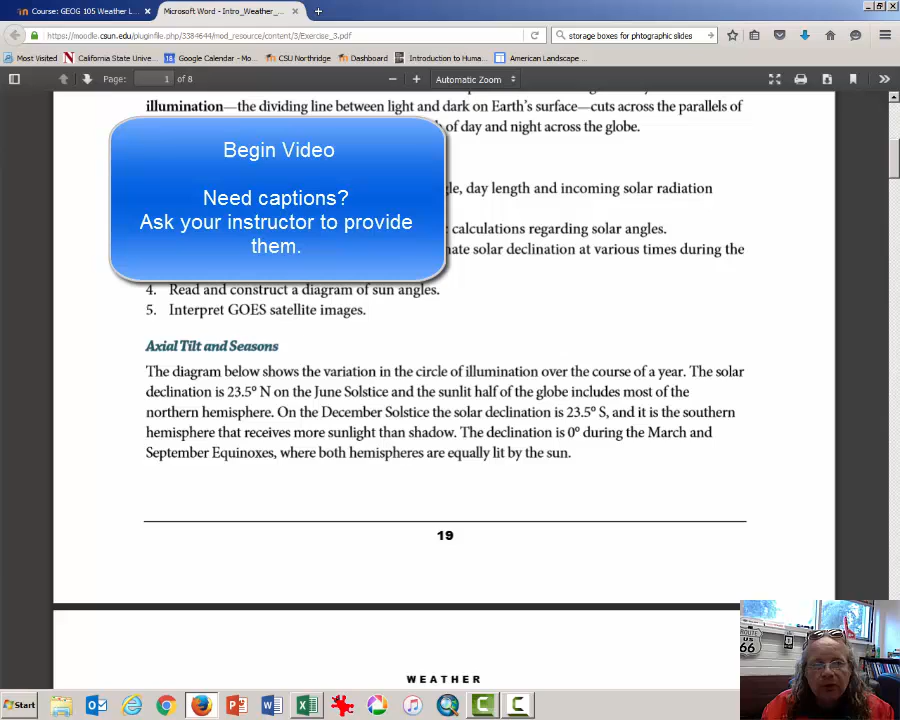 Course: GEOG 105 Weather L...
Microsoft Word - Intro_Weather_...
https://moodle.csun.edu/pluginfile.php/3384644/mod_resource/content/3/Exercise_3.pdf
storage boxes for phtographic slides
Most Visited
California State Unive...
Google Calendar - Mo...
CSU Northridge
Dashboard
Introduction to Huma...
American Landscape ...
Page: 1 of 8
Automatic Zoom
illumination—the dividing line between light and dark on Earth's surface—cuts across the parallels of
of day and night across the globe.
Begin Video
Need captions?
Ask your instructor to provide
them.
day length and incoming solar radiation
calculations regarding solar angles.
solar declination at various times during the
4. Read and construct a diagram of sun angles.
5. Interpret GOES satellite images.
Axial Tilt and Seasons
The diagram below shows the variation in the circle of illumination over the course of a year. The solar
declination is 23.5° N on the June Solstice and the sunlit half of the globe includes most of the
northern hemisphere. On the December Solstice the solar declination is 23.5° S, and it is the southern
hemisphere that receives more sunlight than shadow. The declination is 0° during the March and
September Equinoxes, where both hemispheres are equally lit by the sun.
19
WEATHER
ROUTE
US
66
Start